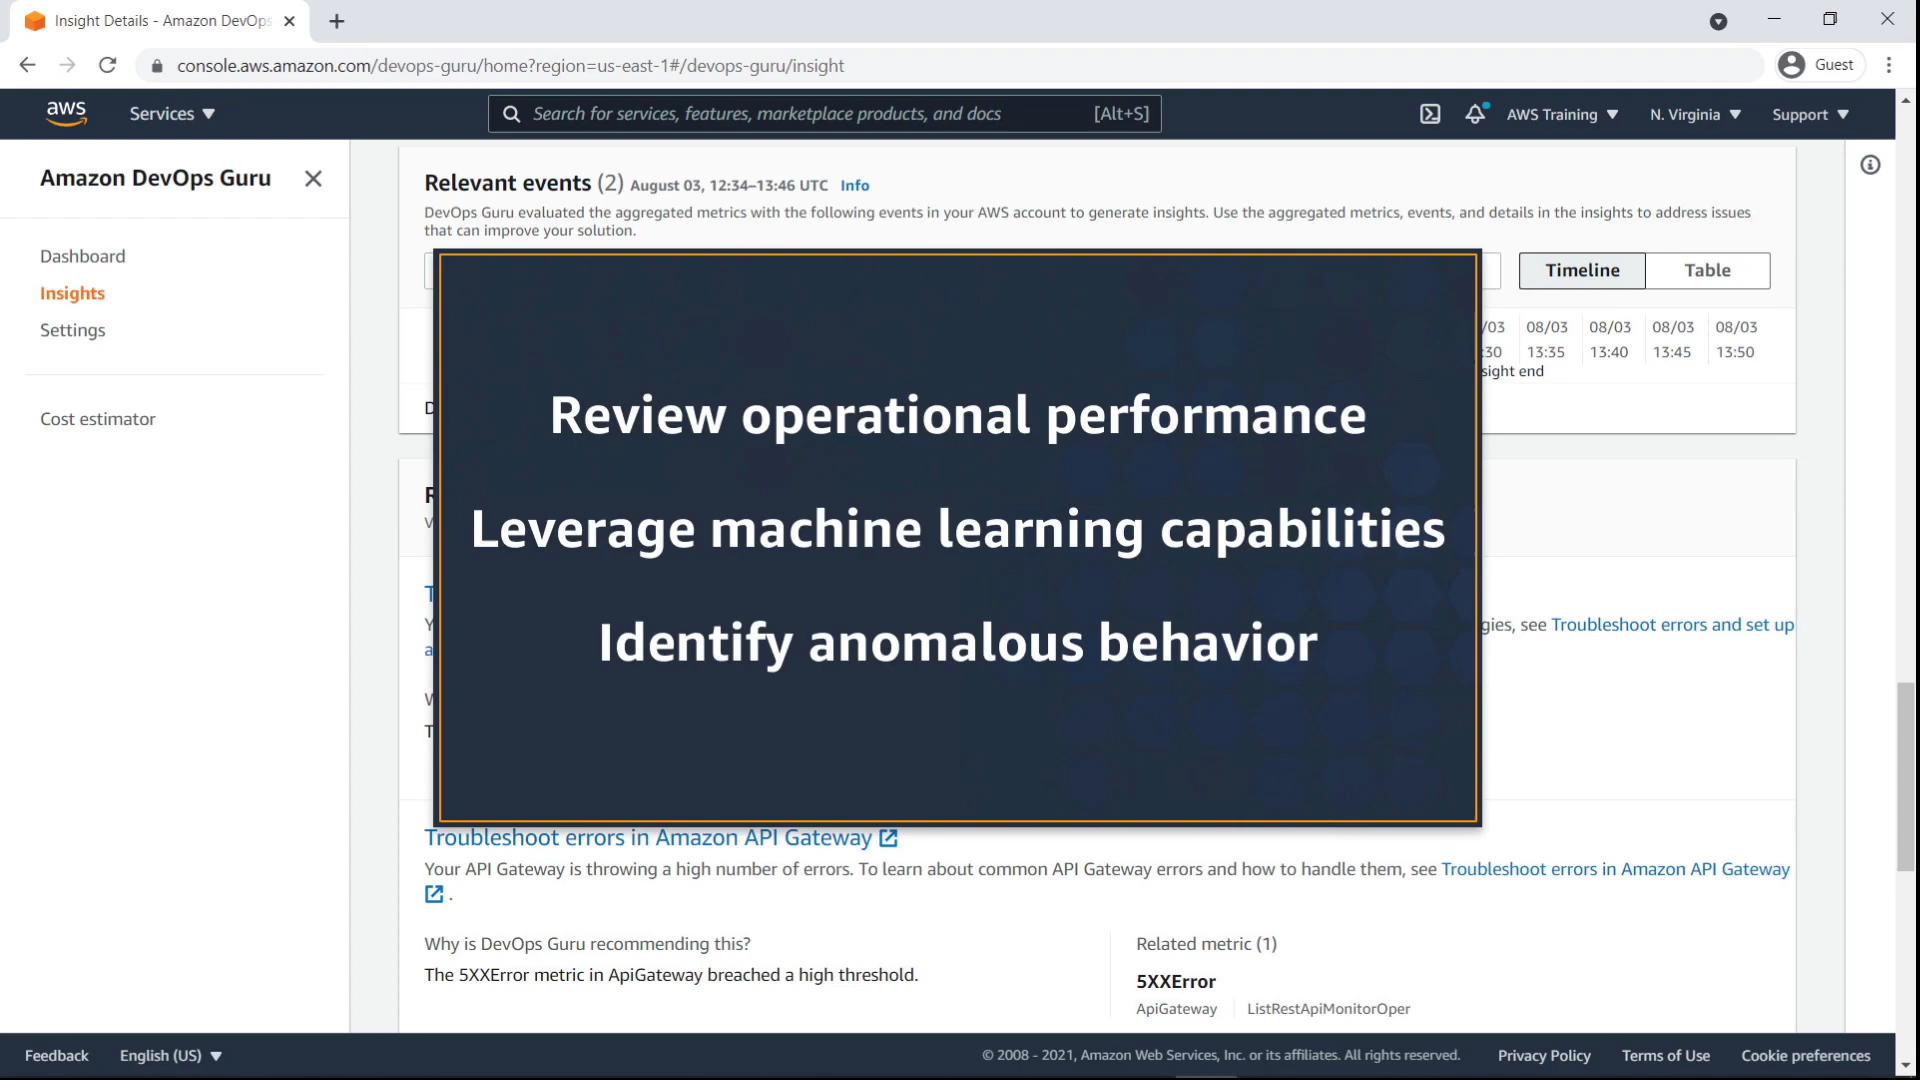 Insight Details - Amazon DevOps
console.aws.amazon.com/devops-guru/home?region=us-east-1#/devops-guru/insight
Guest
aws
Services
Search for services, features, marketplace products, and docs
[Alt+S]
AWS Training
N. Virginia
Support
Amazon DevOps Guru
Dashboard
Insights
Settings
Cost estimator
Relevant events (2) August 03, 12:34–13:46 UTC Info
DevOps Guru evaluated the aggregated metrics with the following events in your AWS account to generate insights. Use the aggregated metrics, events, and details in the insights to address issues
that can improve your solution.
Timeline
Table
/03 08/03 08/03 08/03 08/03
:30 13:35 13:40 13:45 13:50
sight end
D
Review operational performance
Leverage machine learning capabilities
Identify anomalous behavior
gies, see Troubleshoot errors and set up
a
T
Troubleshoot errors in Amazon API Gateway
Your API Gateway is throwing a high number of errors. To learn about common API Gateway errors and how to handle them, see Troubleshoot errors in Amazon API Gateway
.
Why is DevOps Guru recommending this?
The 5XXError metric in ApiGateway breached a high threshold.
Related metric (1)
5XXError
ApiGateway
ListRestApiMonitorOper
Feedback
English (US)
© 2008 - 2021, Amazon Web Services, Inc. or its affiliates. All rights reserved.
Privacy Policy
Terms of Use
Cookie preferences